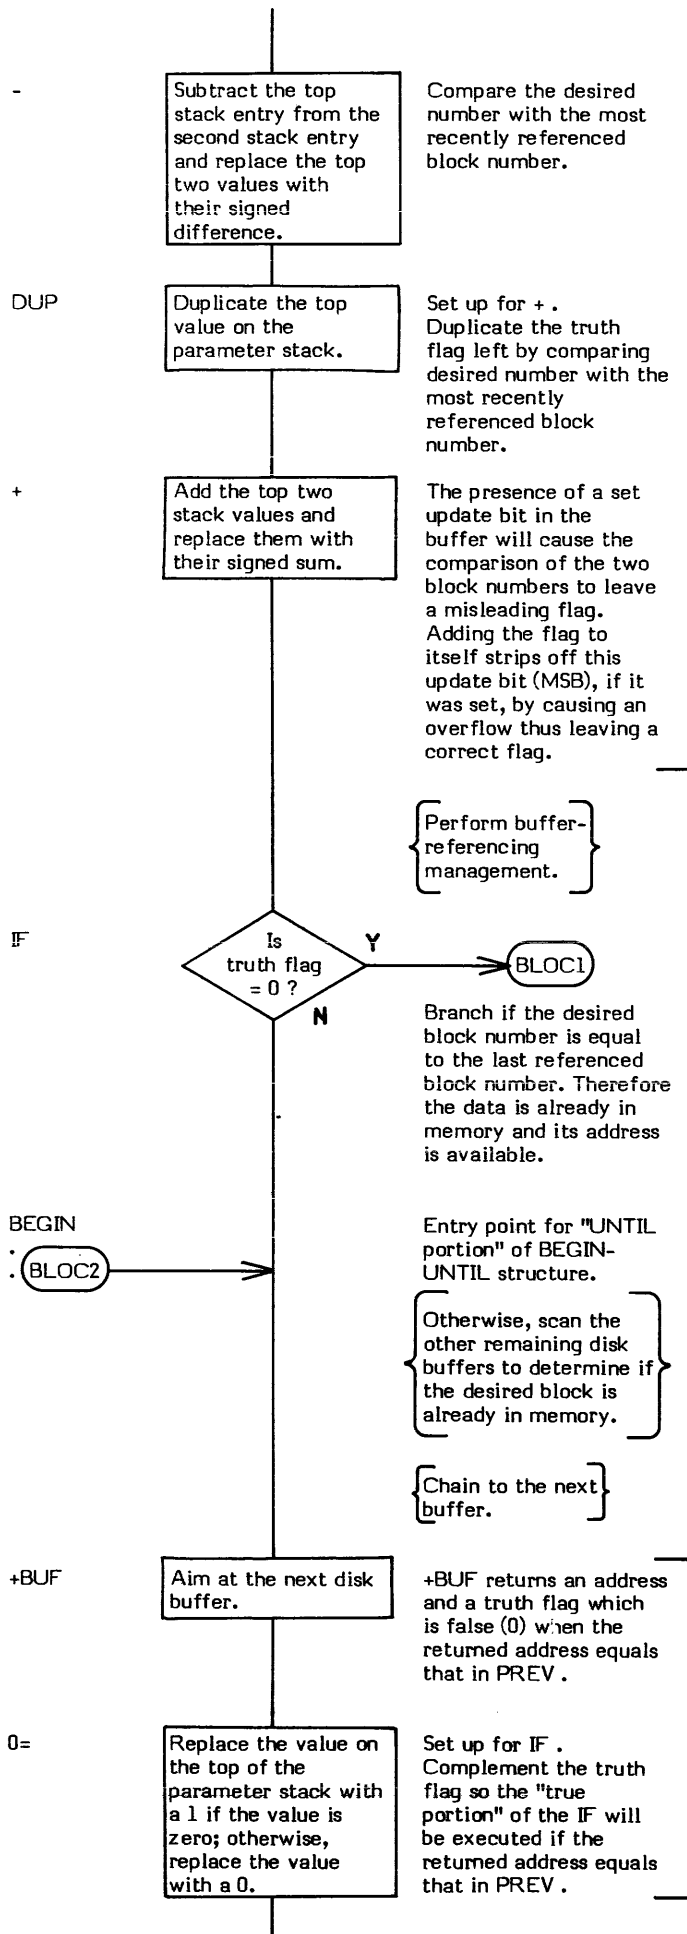 -
Subtract the top
stack entry from the
second stack entry
and replace the top
two values with
their signed
difference.
Compare the desired
number with the most
recently referenced
block number.
DUP
Duplicate the top
value on the
parameter stack.
Set up for + .
Duplicate the truth
flag left by comparing
desired number with the
most recently
referenced block
number.
+
Add the top two
stack values and
replace them with
their signed sum.
The presence of a set
update bit in the
buffer will cause the
comparison of the two
block numbers to leave
a misleading flag.
Adding the flag to
itself strips off this
update bit (MSB), if it
was set, by causing an
overflow thus leaving a
correct flag.
Perform buffer-
referencing
management.
IF
Is
truth flag
= 0 ?
Y
BLOC1
N
Branch if the desired
block number is equal
to the last referenced
block number. Therefore
the data is already in
memory and its address
is available.
BEGIN
: BLOC2
Entry point for "UNTIL
portion" of BEGIN-
UNTIL structure.
Otherwise, scan the
other remaining disk
buffers to determine if
the desired block is
already in memory.
Chain to the next
buffer.
+BUF
Aim at the next disk
buffer.
+BUF returns an address
and a truth flag which
is false (0) when the
returned address equals
that in PREV .
0=
Replace the value on
the top of the
parameter stack with
a 1 if the value is
zero; otherwise,
replace the value
with a 0.
Set up for IF .
Complement the truth
flag so the "true
portion" of the IF will
be executed if the
returned address equals
that in PREV .